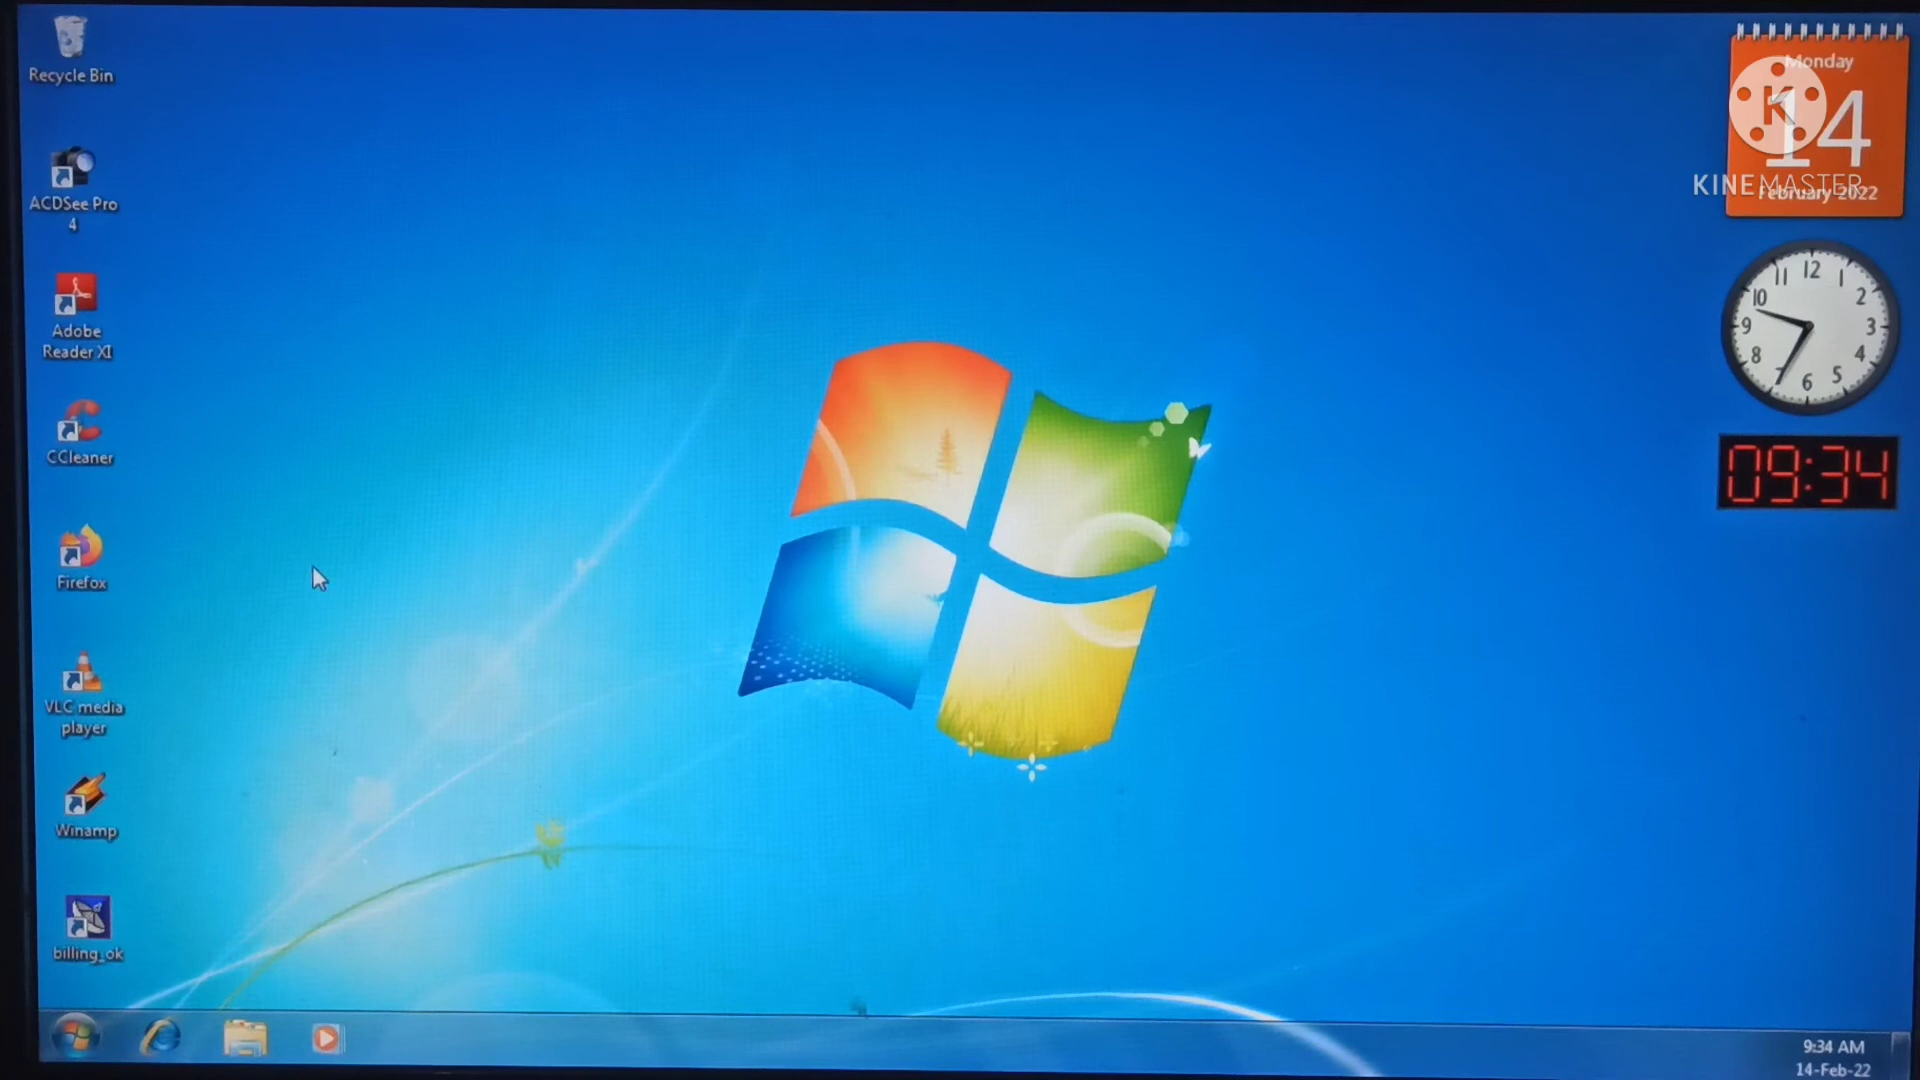 Recycle Bin
ACDSee Pro
4
Adobe
Reader XI
CCleaner
Firefox
VLC media
player
Winamp
billing_ok
Monday
14
February 2022
K
KINEMASTER
12
1
2
3
4
5
6
8
9
10
11
09:34
9:34 AM
14-Feb-22